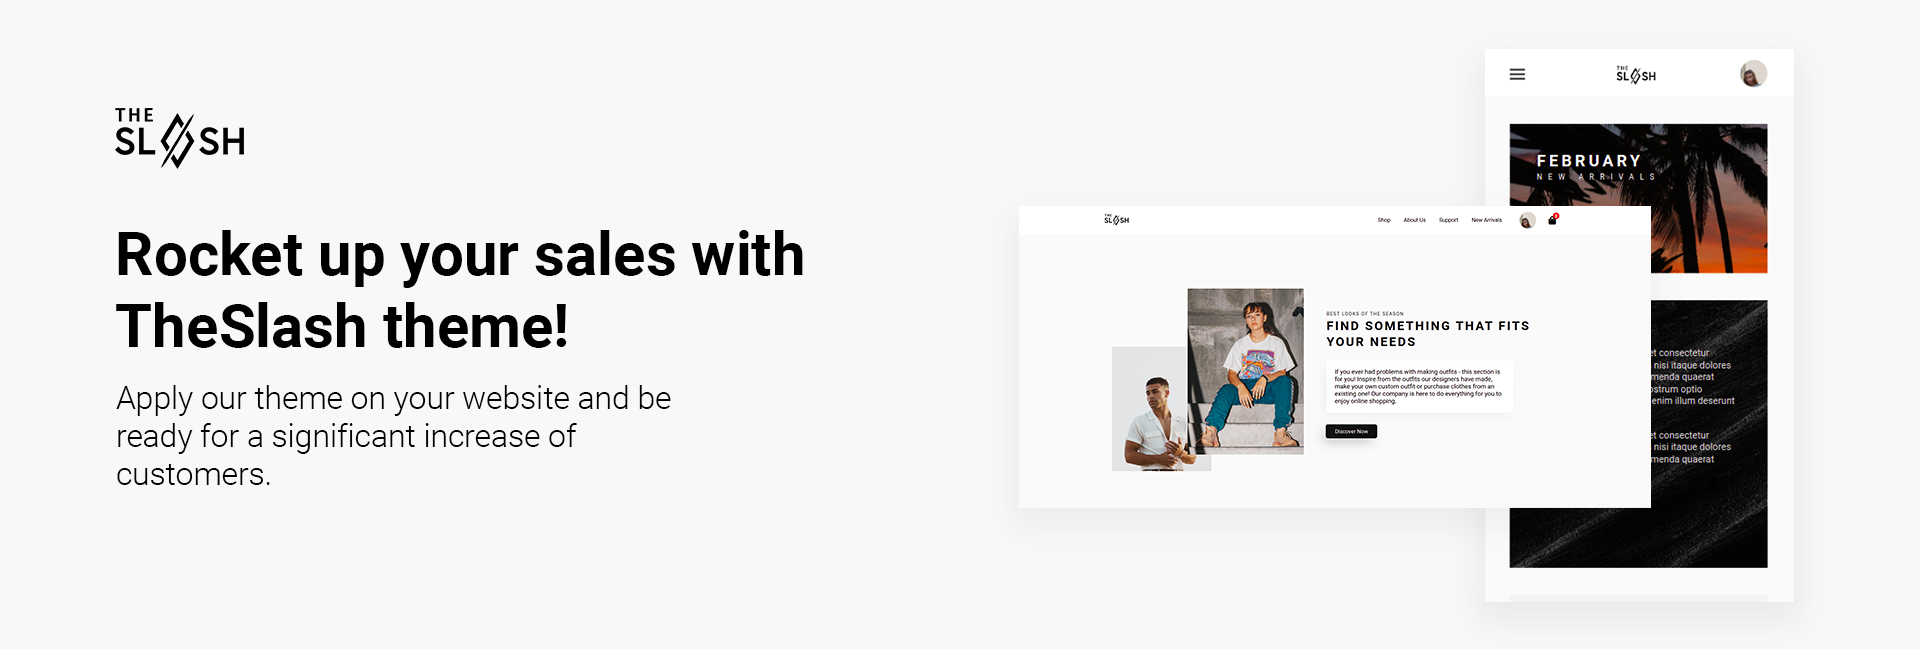 THE
SLASH
Rocket up your sales with
TheSlash theme!
Apply our theme on your website and be
ready for a significant increase of
customers.
THE
SLASH
FEBRUARY
NEW ARRIVALS
THE
SLASH
Shop About Us Support New Arrivals
BEST LOOKS OF THE SEASON
FIND SOMETHING THAT FITS
YOUR NEEDS
If you ever had problems with making outfits - this section is
for you! Inspire from the outfits our designers have made,
make your own custom outfit or purchase clothes from an
existing one! Our company is here to do everything for you to
enjoy online shopping.
Discover Now
et consectetur
nisi itaque dolores
menda quaerat
ostrum optio
enim illum deserunt
et consectetur
nisi itaque dolores
menda quaerat